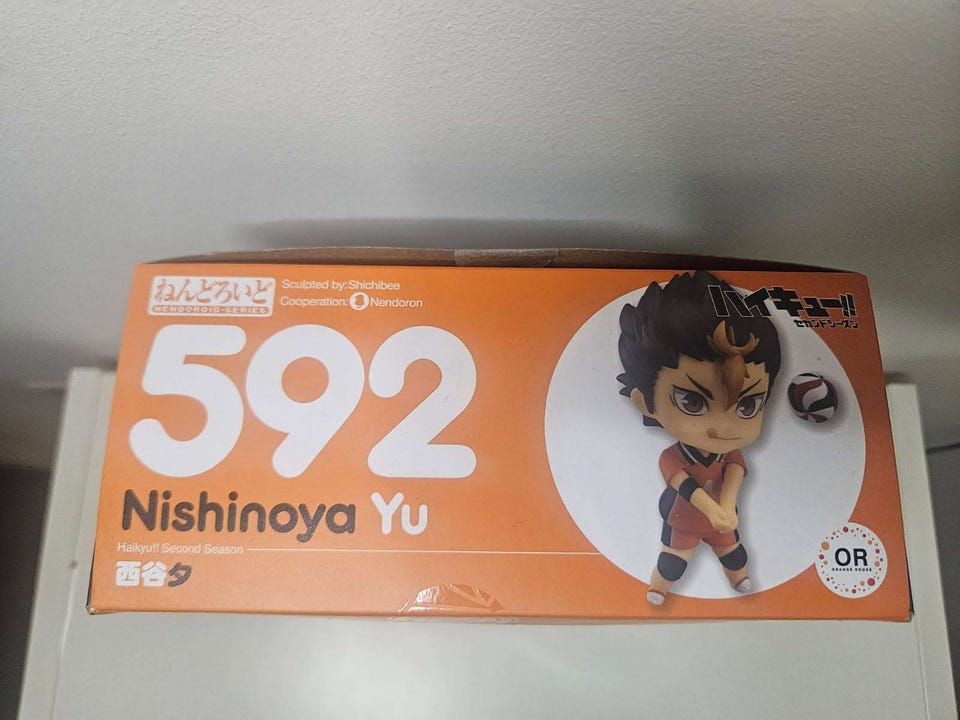 ねんどろいど
NENDOROID-SERIES
Sculpted by: Shichibee
Cooperation: Nendoron
592
Nishinoya Yu
Haikyu!! Second Season
西谷夕
ハイキュー!!
セカンドシーズン
OR
ORANGE ROUGE